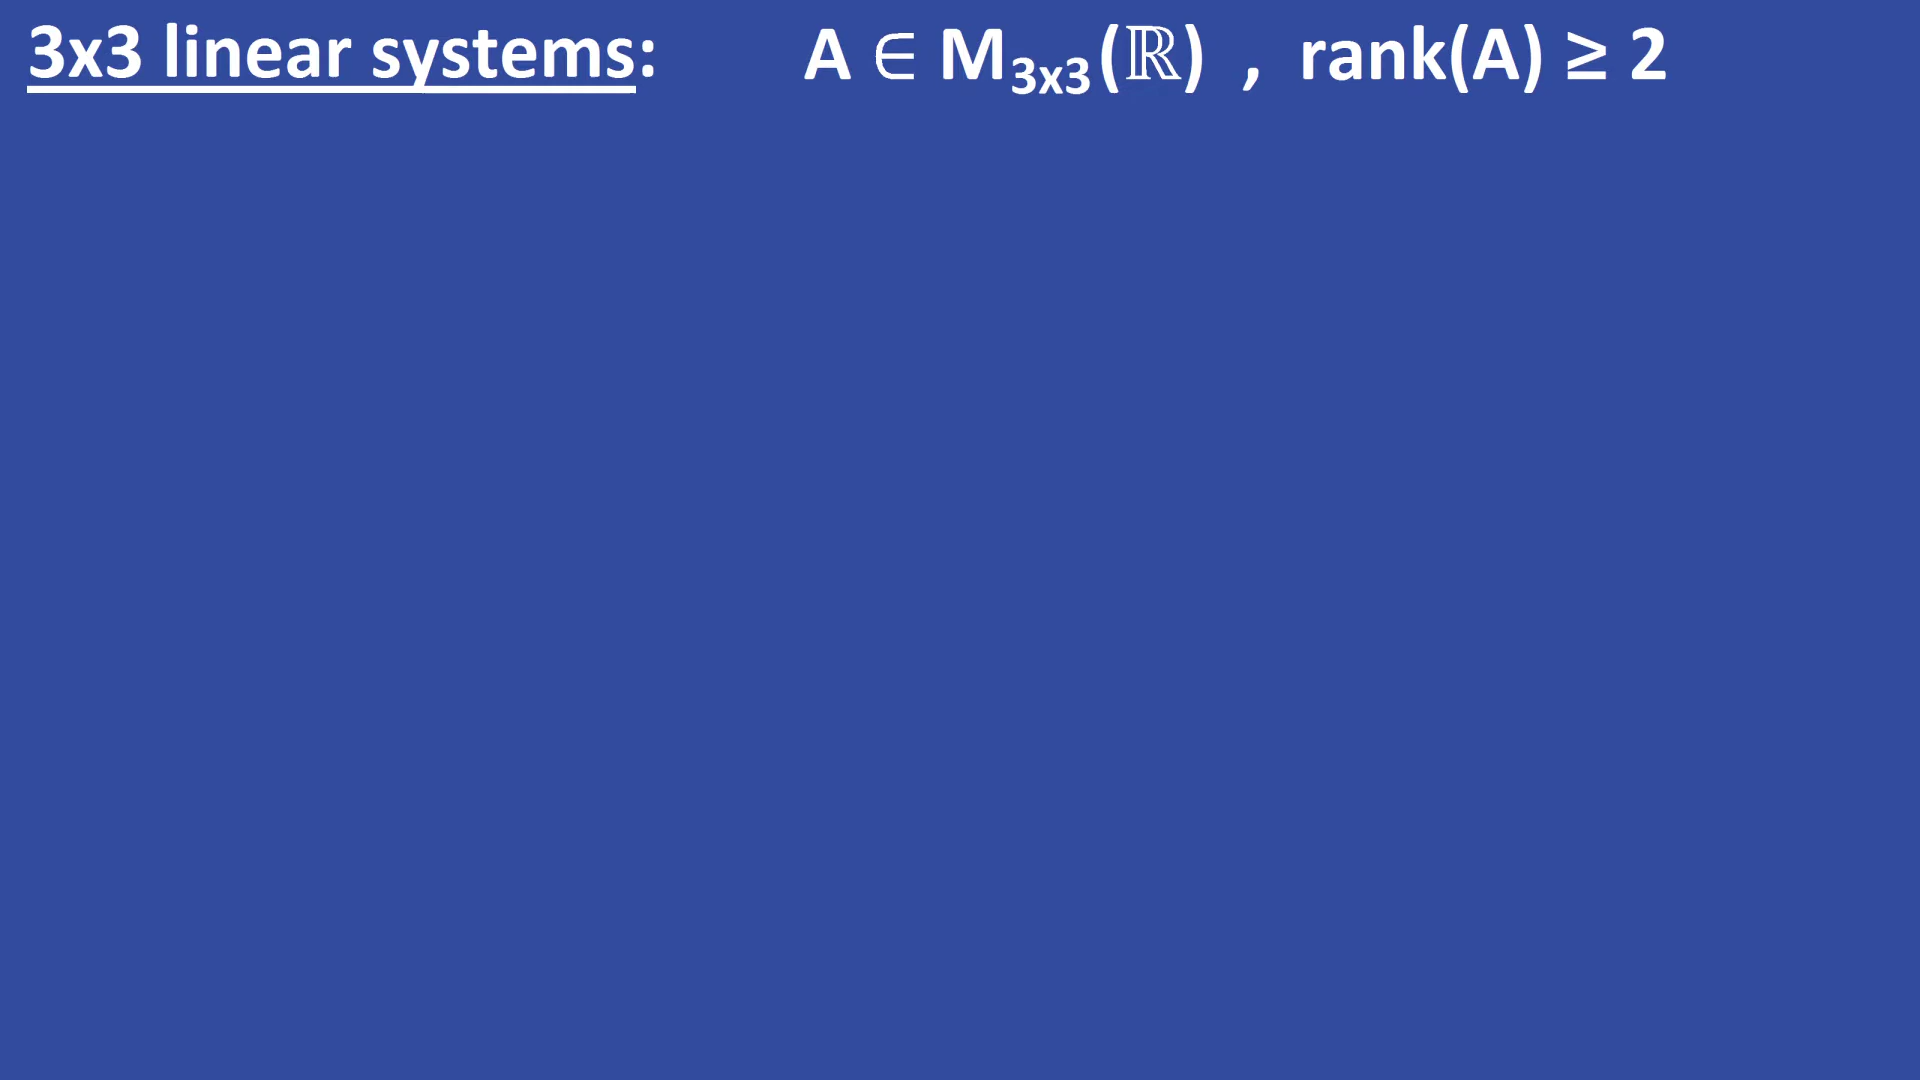 3x3 linear systems: A ∈ M₃ₓ₃(ℝ) , rank(A) ≥ 2